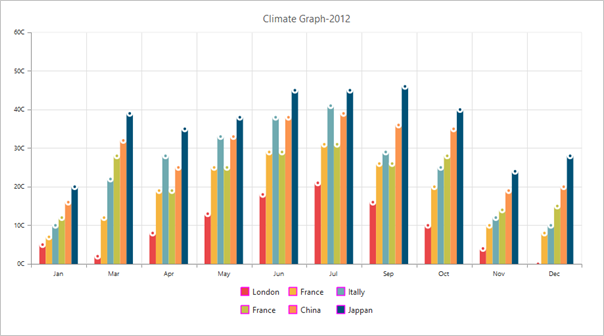 Climate Graph-2012
60C
50C
40C
30C
20C
10C
0C
Jan Mar Apr May Jun Jul Sep Oct Nov Dec
London France Itally
France China Jappan